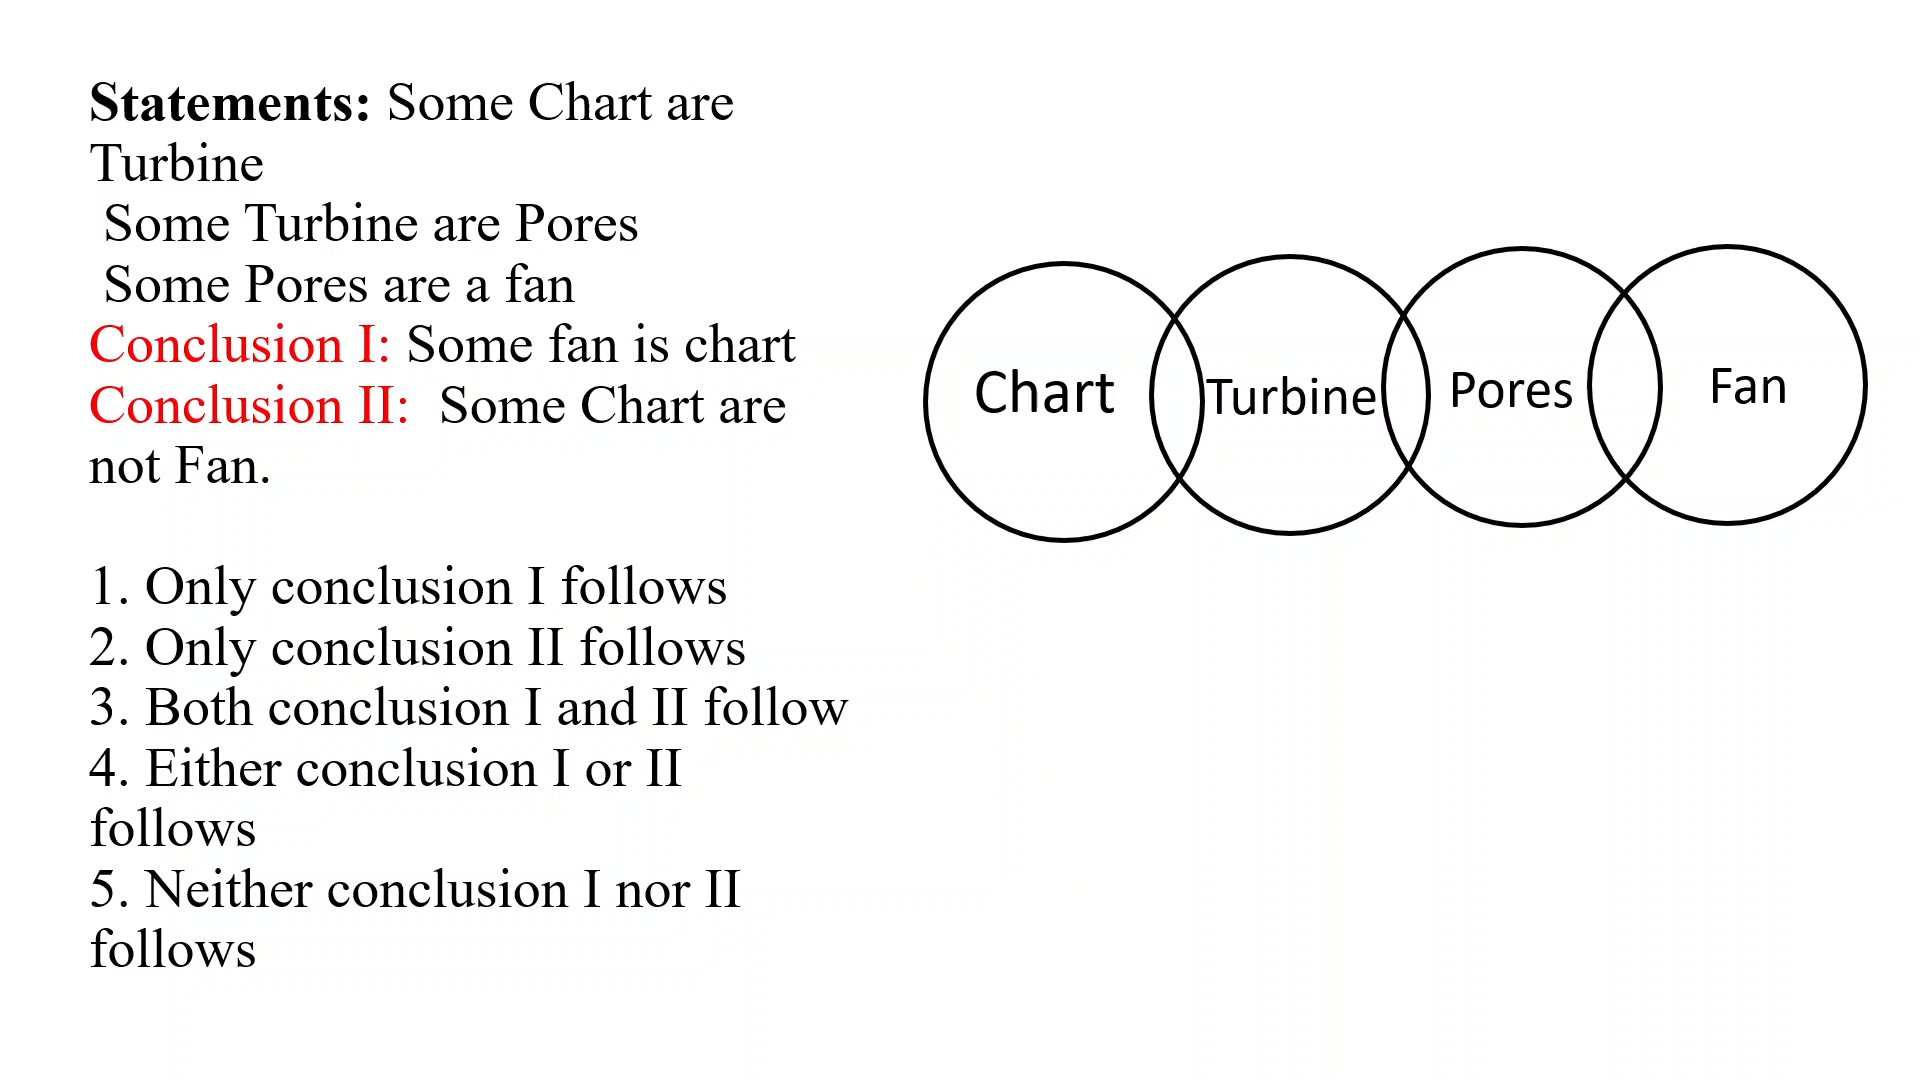 Statements: Some Chart are
Turbine
Some Turbine are Pores
Some Pores are a fan
Conclusion I: Some fan is chart
Conclusion II:  Some Chart are
not Fan.
1. Only conclusion I follows
2. Only conclusion II follows
3. Both conclusion I and II follow
4. Either conclusion I or II
follows
5. Neither conclusion I nor II
follows
Chart
Turbine
Pores
Fan